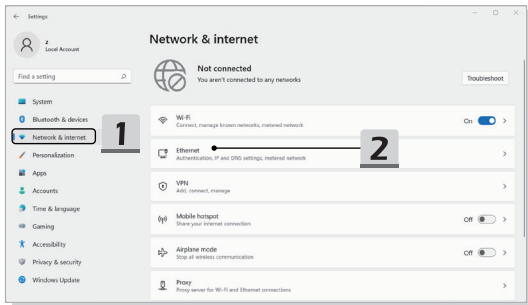 Settings
z
Local Account
Find a setting
System
Bluetooth & devices
Network & internet
Personalization
Apps
Accounts
Time & language
Gaming
Accessibility
Privacy & security
Windows Update
1
Network & internet
Not connected
You aren't connected to any networks
Troubleshoot
Wi-Fi
Connect, manage known networks, metered network
On
Ethernet
Authentication, IP and DNS settings, metered network
2
VPN
Add, connect, manage
Mobile hotspot
Share your internet connection
Off
Airplane mode
Stop all wireless communication
Off
Proxy
Proxy server for Wi-Fi and Ethernet connections